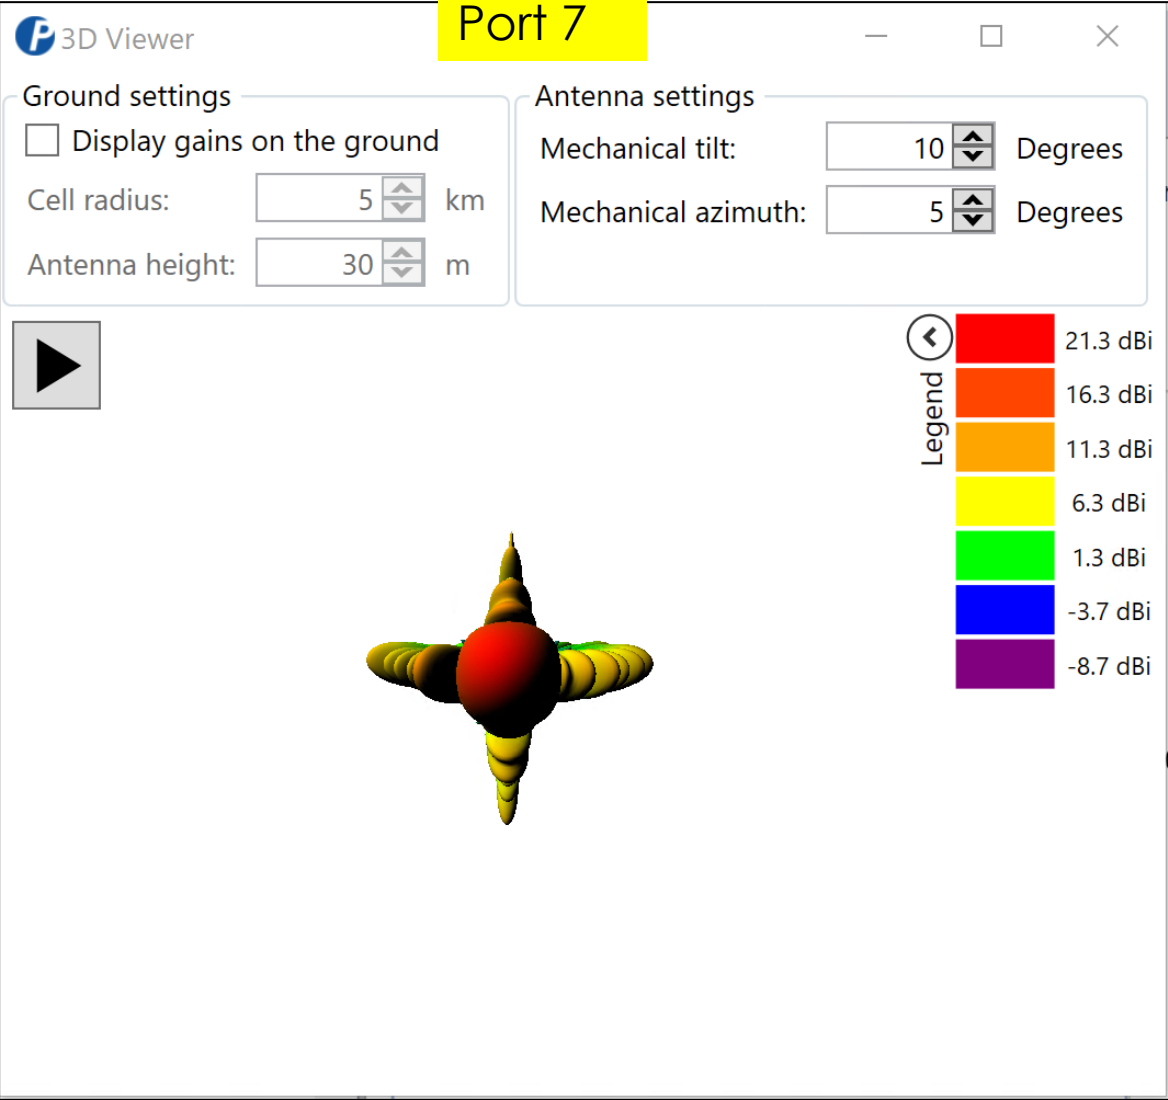 Port 7
P 3D Viewer
Ground settings
Display gains on the ground
Cell radius: 5 km
Antenna height: 30 m
Antenna settings
Mechanical tilt: 10 Degrees
Mechanical azimuth: 5 Degrees
Legend
21.3 dBi
16.3 dBi
11.3 dBi
6.3 dBi
1.3 dBi
-3.7 dBi
-8.7 dBi